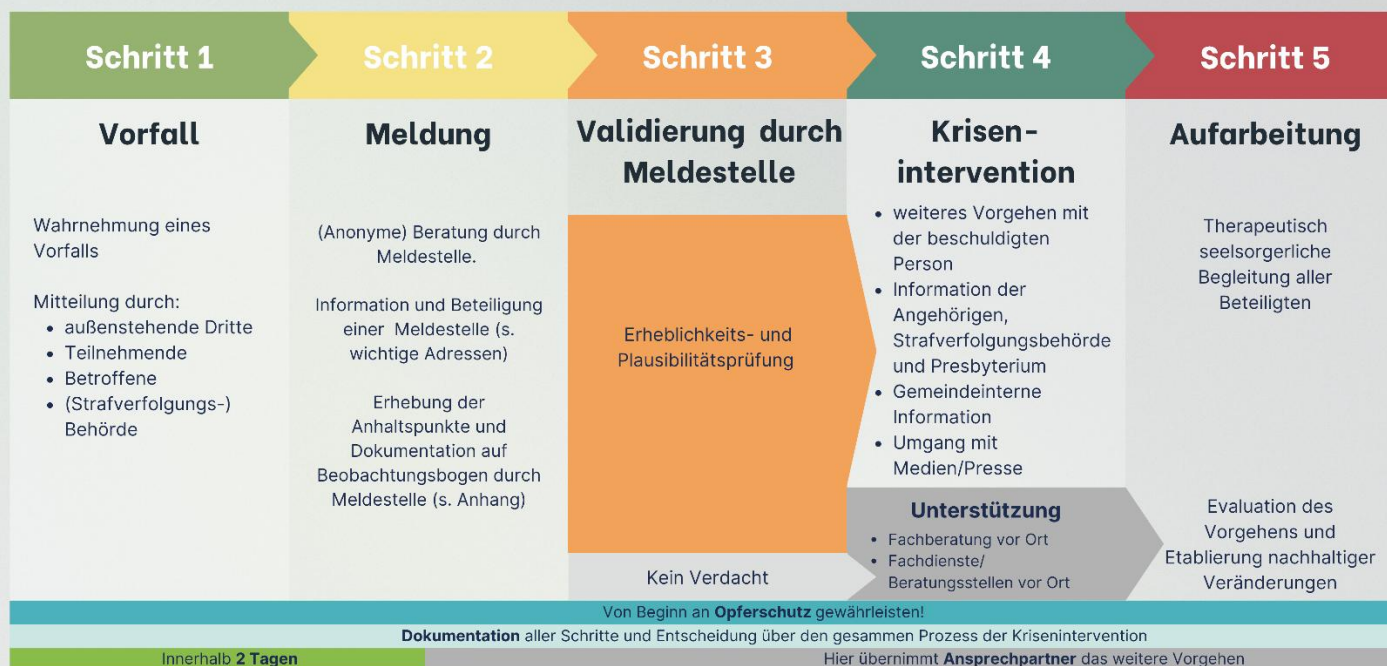 Schritt 1
Schritt 2
Schritt 3
Schritt 4
Schritt 5
Vorfall
Wahrnehmung eines
Vorfalls
Mitteilung durch:
• außenstehende Dritte
• Teilnehmende
• Betroffene
• (Strafverfolgungs-)
Behörde
Meldung
(Anonyme) Beratung durch
Meldestelle.
Information und Beteiligung
einer Meldestelle (s.
wichtige Adressen)
Erhebung der
Anhaltspunkte und
Dokumentation auf
Beobachtungsbogen durch
Meldestelle (s. Anhang)
Validierung durch
Meldestelle
Erheblichkeits- und
Plausibilitätsprüfung
Kein Verdacht
Krisen-
intervention
• weiteres Vorgehen mit
der beschuldigten
Person
• Information der
Angehörigen,
Strafverfolgungsbehörde
und Presbyterium
• Gemeindeinterne
Information
• Umgang mit
Medien/Presse
Unterstützung
• Fachberatung vor Ort
• Fachdienste/
Beratungsstellen vor Ort
Aufarbeitung
Therapeutisch
seelsorgerliche
Begleitung aller
Beteiligten
Evaluation des
Vorgehens und
Etablierung nachhaltiger
Veränderungen
Von Beginn an Opferschutz gewährleisten!
Dokumentation aller Schritte und Entscheidung über den gesammen Prozess der Krisenintervention
Innerhalb 2 Tagen
Hier übernimmt Ansprechpartner das weitere Vorgehen